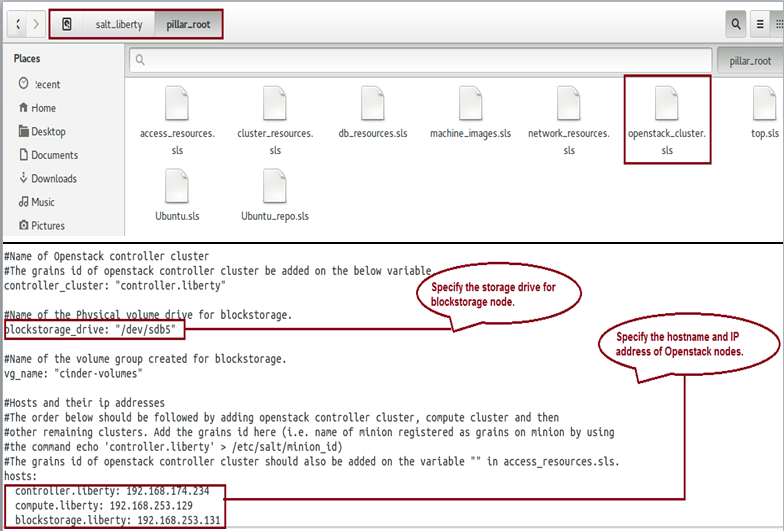 salt_liberty pillar_root
Places
pillar_root
Recent
Home
Desktop
Documents
Downloads
Music
Pictures
access_resources.
sls
cluster_resources.
sls
db_resources.sls
machine_images.sls
network_resources.
sls
openstack_cluster.
sls
top.sls
Ubuntu.sls
Ubuntu_repo.sls
#Name of Openstack controller cluster
#The grains id of openstack controller cluster be added on the below variable.
controller_cluster: "controller.liberty"
#Name of the Physical volume drive for blockstorage.
blockstorage_drive: "/dev/sdb5"
#Name of the volume group created for blockstorage.
vg_name: "cinder-volumes"
#Hosts and their ip addresses
#The order below should be followed by adding openstack controller cluster, compute cluster and then
#other remaining clusters. Add the grains id here (i.e. name of minion registered as grains on minion by using
#the command echo 'controller.liberty' > /etc/salt/minion_id)
#The grains id of openstack controller cluster should also be added on the variable "" in access_resources.sls.
hosts:
controller.liberty: 192.168.174.234
compute.liberty: 192.168.253.129
blockstorage.liberty: 192.168.253.131
Specify the storage drive for
blockstorage node.
Specify the hostname and IP
address of Openstack nodes.